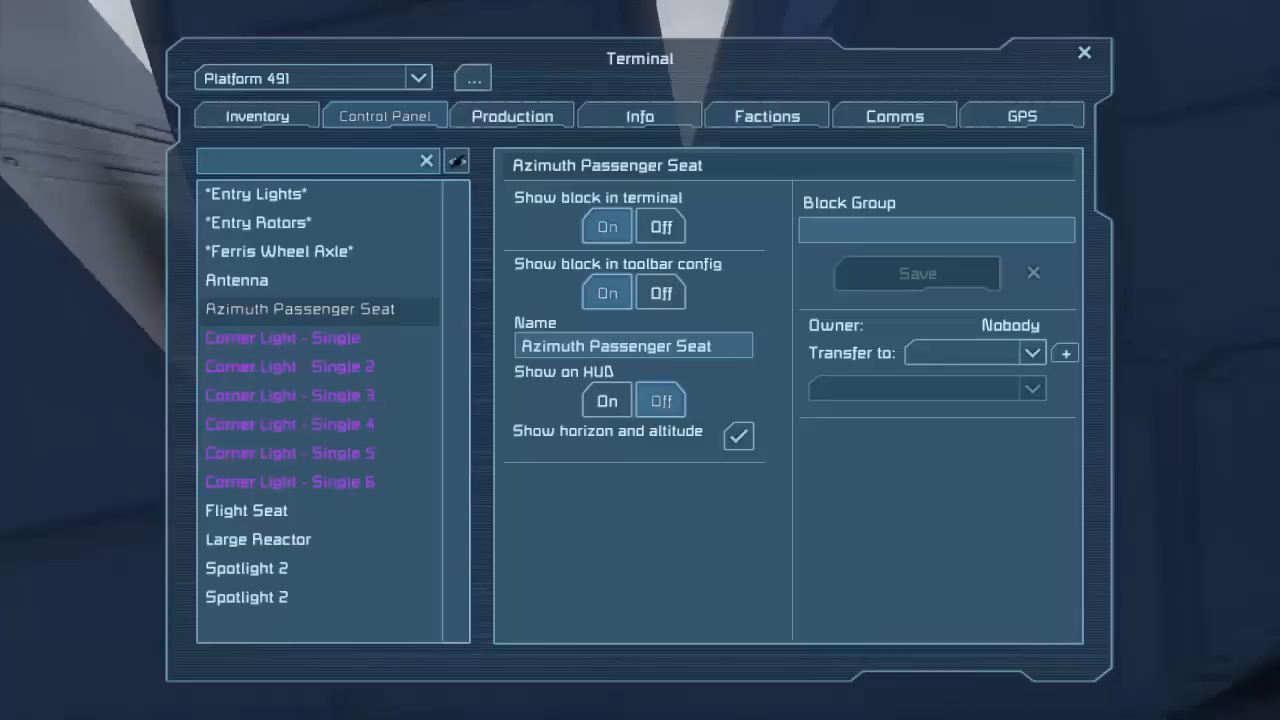 Terminal
Platform 491
...
Inventory
Control Panel
Production
Info
Factions
Comms
GPS
*Entry Lights*
*Entry Rotors*
*Ferris Wheel Axle*
Antenna
Azimuth Passenger Seat
Corner Light - Single
Corner Light - Single 2
Corner Light - Single 3
Corner Light - Single 4
Corner Light - Single 5
Corner Light - Single 6
Flight Seat
Large Reactor
Spotlight 2
Spotlight 2
Azimuth Passenger Seat
Show block in terminal
On Off
Show block in toolbar config
On Off
Name
Azimuth Passenger Seat
Show on HUD
On Off
Show horizon and altitude
Block Group
Save
Owner: Nobody
Transfer to: